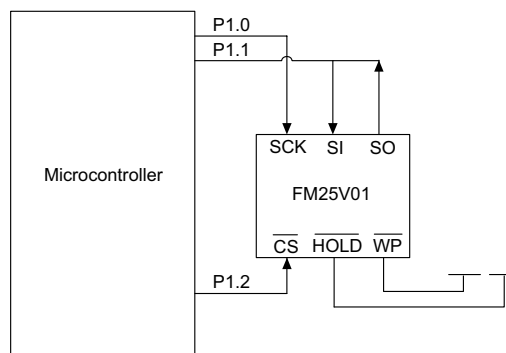 P1.0
P1.1
SCK SI SO
Microcontroller
FM25V01
CS HOLD WP
P1.2